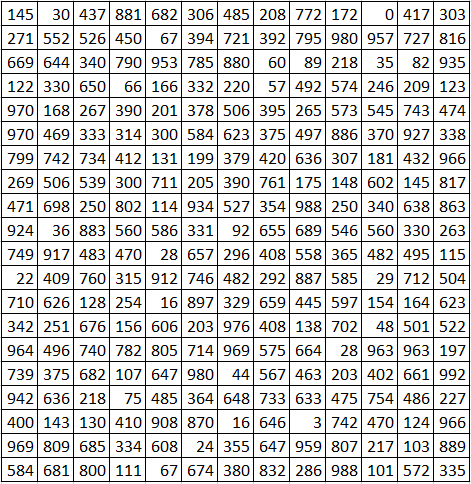 145 30 437 881 682 306 485 208 772 172 0 417 303
271 552 526 450 67 394 721 392 795 980 957 727 816
669 644 340 790 953 785 880 60 89 218 35 82 935
122 330 650 66 166 332 220 57 492 574 246 209 123
970 168 267 390 201 378 506 395 265 573 545 743 474
970 469 333 314 300 584 623 375 497 886 370 927 338
799 742 734 412 131 199 379 420 636 307 181 432 966
269 506 539 300 711 205 390 761 175 148 602 145 817
471 698 250 802 114 934 527 354 988 250 340 638 863
924 36 883 560 586 331 92 655 689 546 560 330 263
749 917 483 470 28 657 296 408 558 365 482 495 115
22 409 760 315 912 746 482 292 887 585 29 712 504
710 626 128 254 16 897 329 659 445 597 154 164 623
342 251 676 156 606 203 976 408 138 702 48 501 522
964 496 740 782 805 714 969 575 664 28 963 963 197
739 375 682 107 647 980 44 567 463 203 402 661 992
942 636 218 75 485 364 648 733 633 475 754 486 227
400 143 130 410 908 870 16 646 3 742 470 124 966
969 809 685 334 608 24 355 647 959 807 217 103 889
584 681 800 111 67 674 380 832 286 988 101 572 335